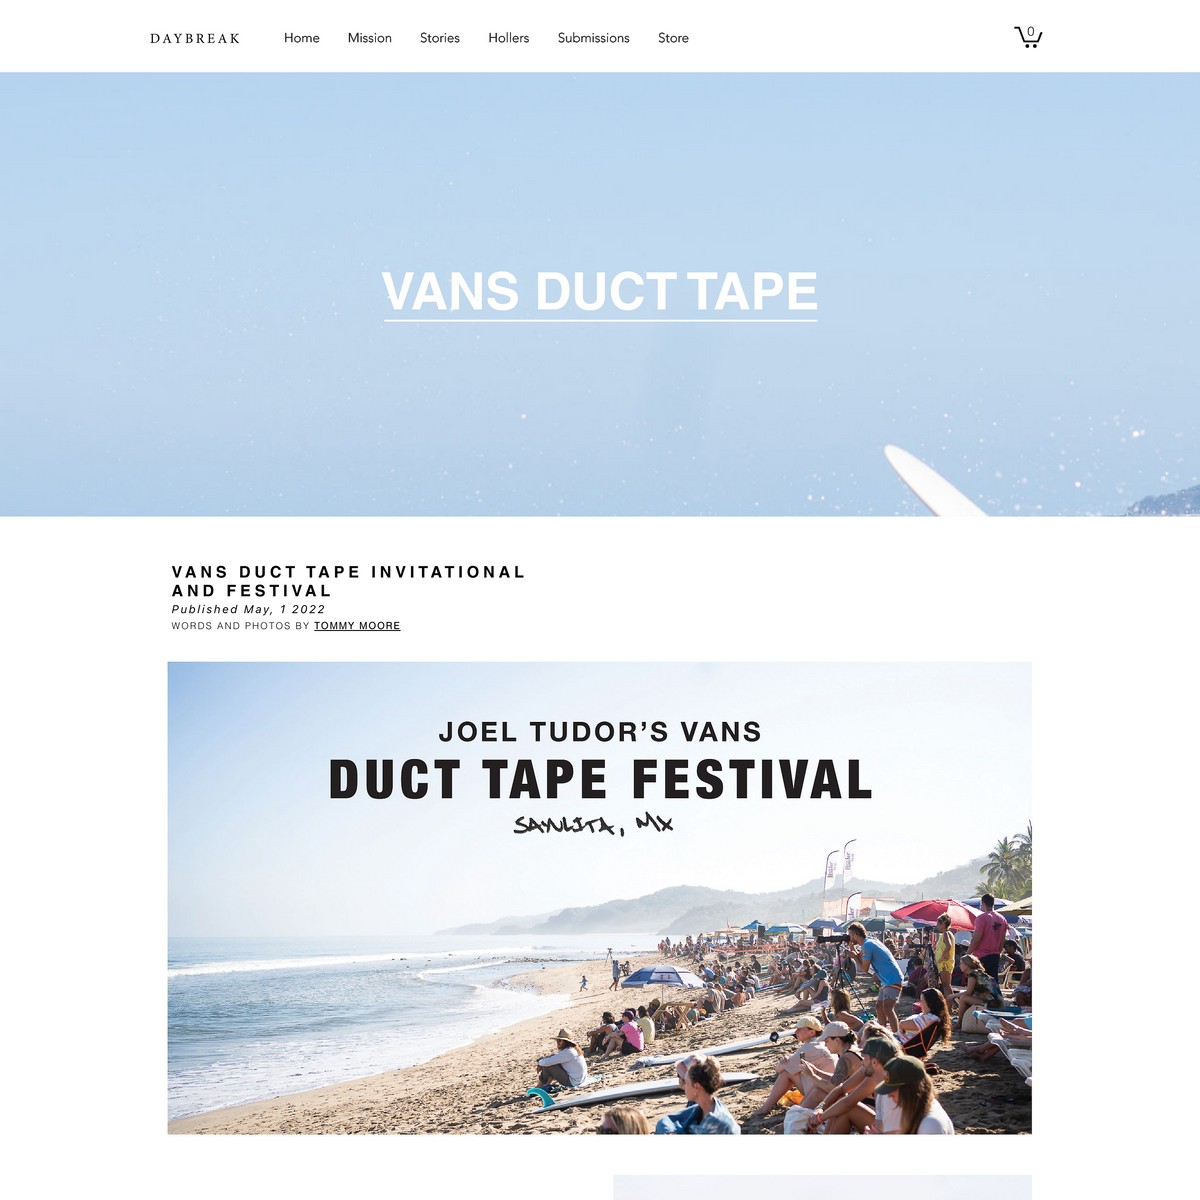 DAYBREAK Home Mission Stories Hollers Submissions Store 0
VANS DUCT TAPE
VANS DUCT TAPE INVITATIONAL
AND FESTIVAL
Published May, 1 2022
WORDS AND PHOTOS BY TOMMY MOORE
JOEL TUDOR'S VANS
DUCT TAPE FESTIVAL
SAYULITA, MX